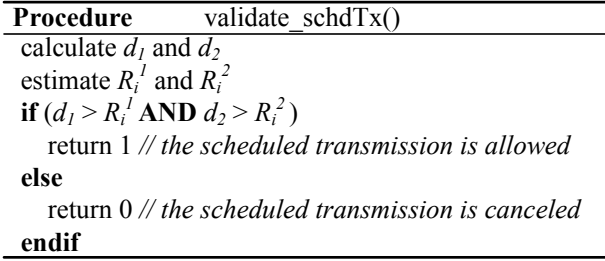 Procedure validate_schdTx()
calculate d₁ and d₂
estimate Rᵢ¹ and Rᵢ²
if (d₁ > Rᵢ¹ AND d₂ > Rᵢ²)
return 1 // the scheduled transmission is allowed
else
return 0 // the scheduled transmission is canceled
endif